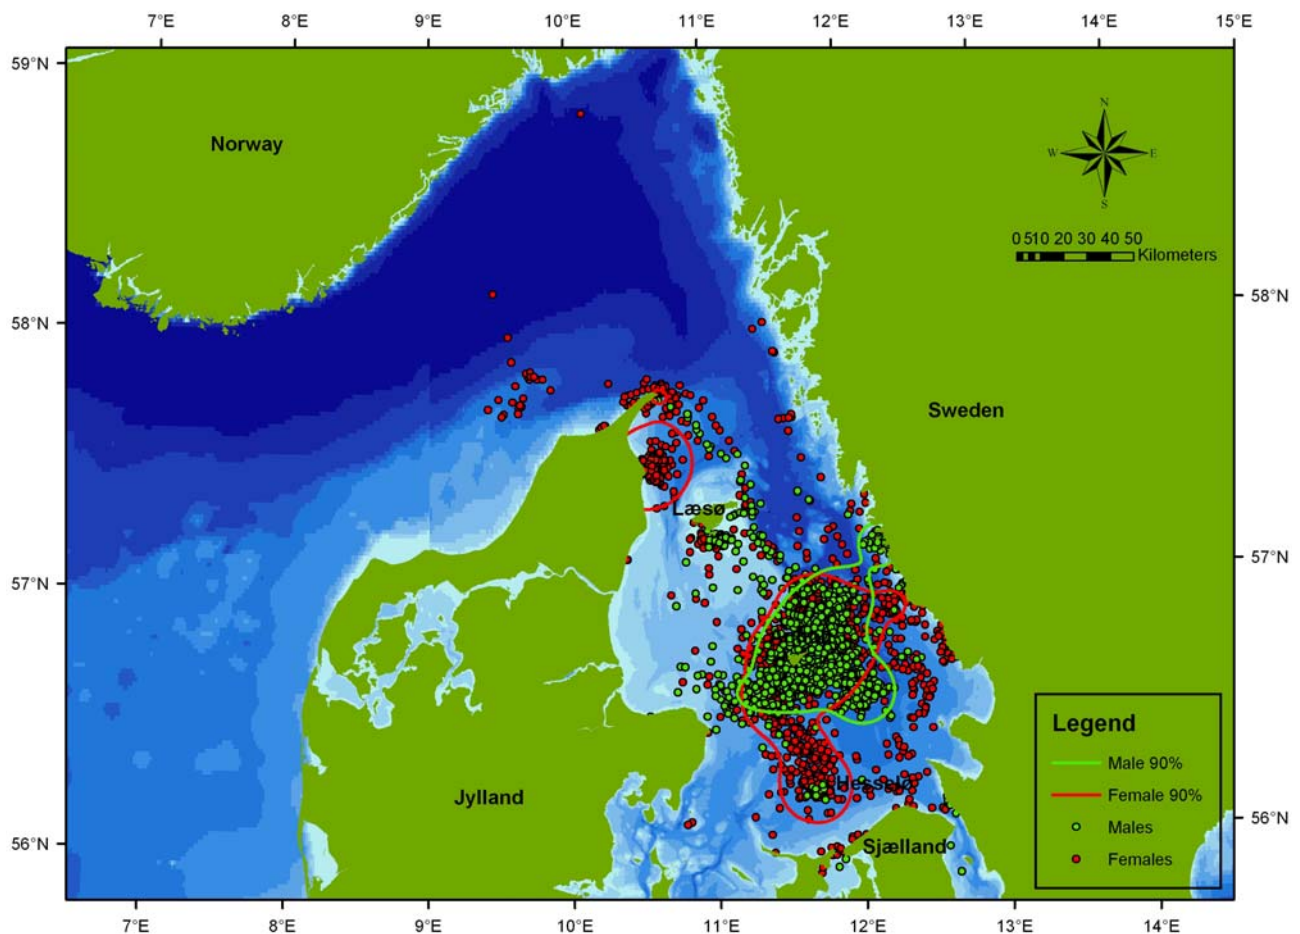 7°E 8°E 9°E 10°E 11°E 12°E 13°E 14°E 15°E
59°N
N
Norway
W E
S
0 510 20 30 40 50
Kilometers
58°N 58°N
Sweden
Læsø
57°N 57°N
Legend
Male 90%
Hesselø
Jylland
Female 90%
56°N 56°N
Males
Sjælland
Females
7°E 8°E 9°E 10°E 11°E 12°E 13°E 14°E